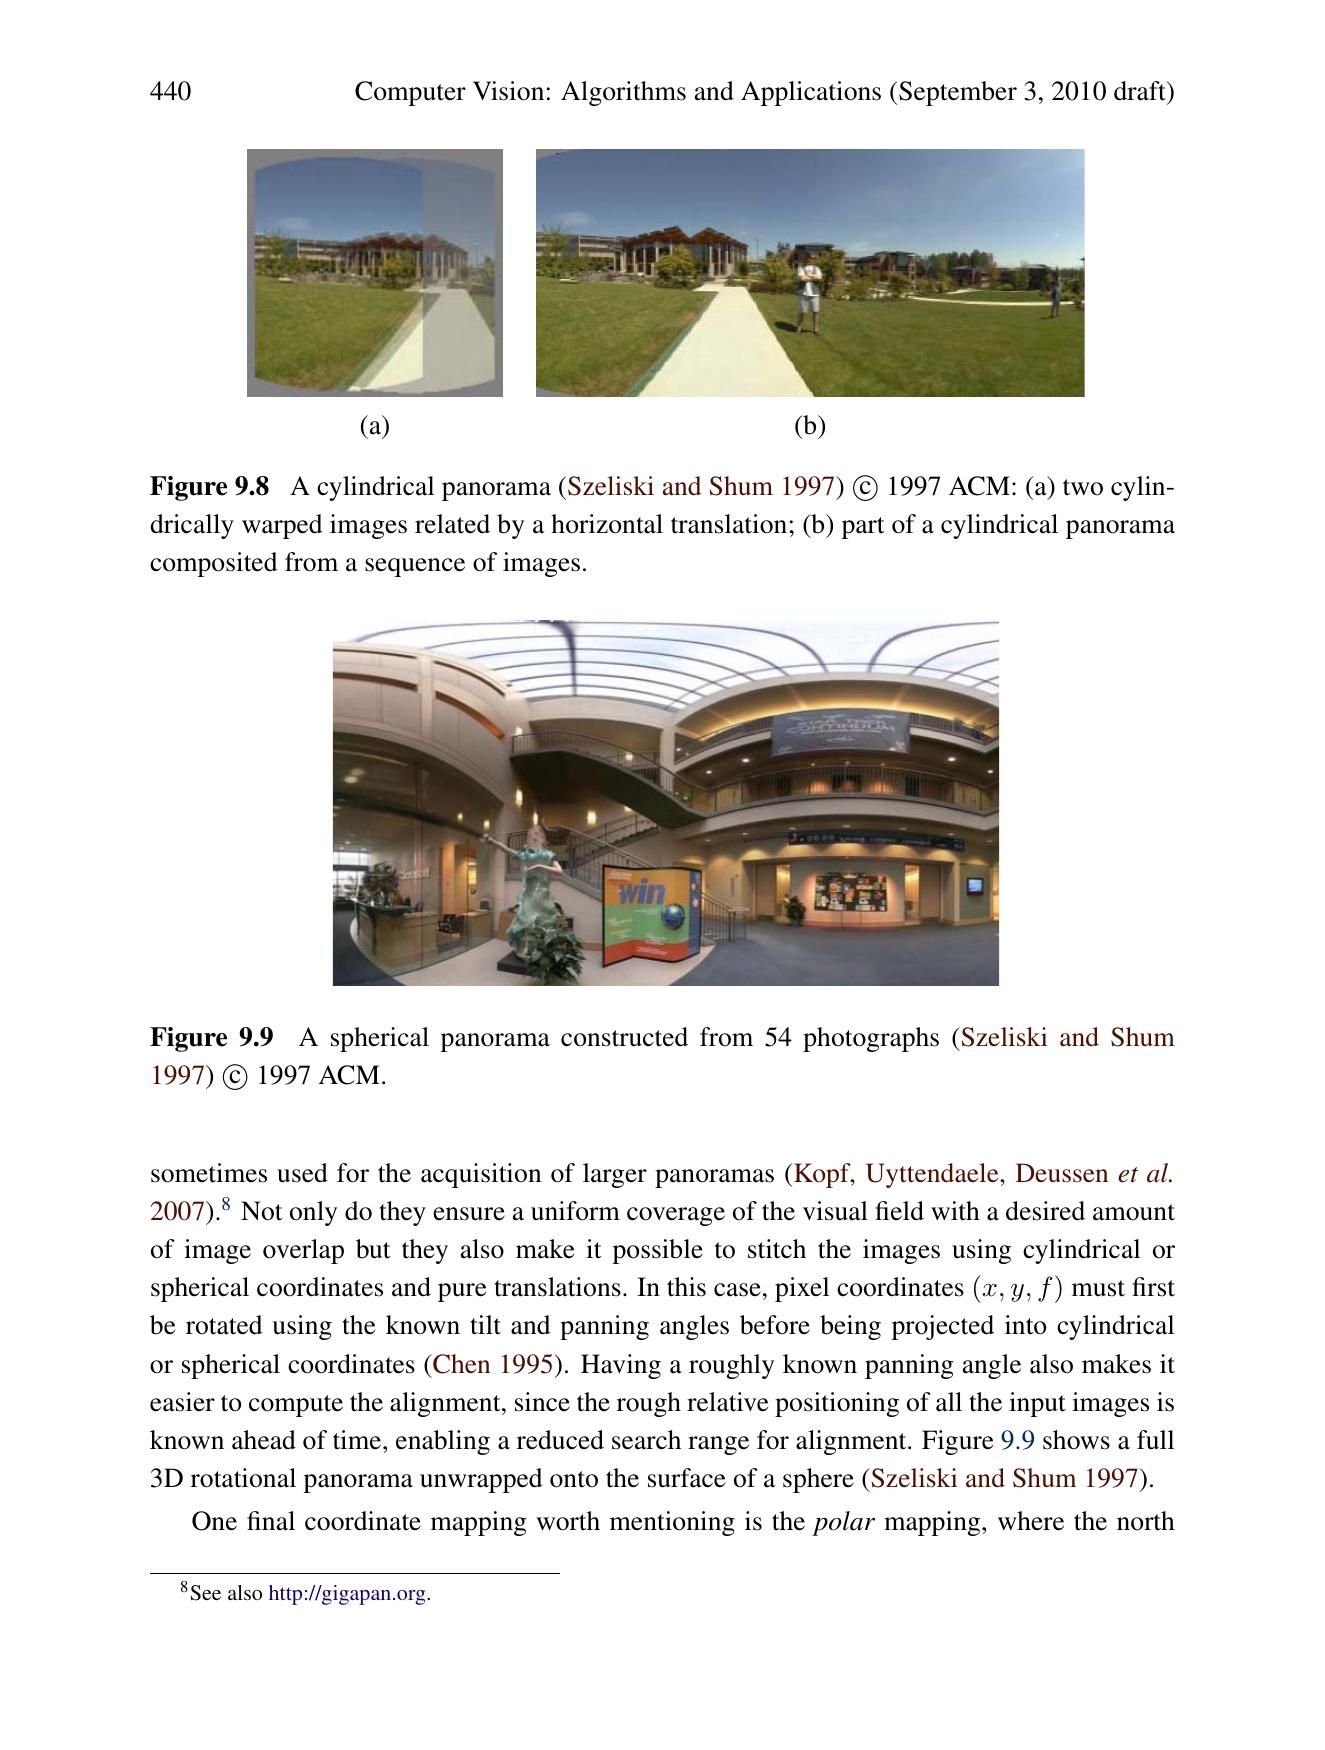 440 Computer Vision: Algorithms and Applications (September 3, 2010 draft)
(a) (b)
Figure 9.8 A cylindrical panorama (Szeliski and Shum 1997) © 1997 ACM: (a) two cylin-
drically warped images related by a horizontal translation; (b) part of a cylindrical panorama
composited from a sequence of images.
STAR TREK
CONTINUUM
win
Figure 9.9 A spherical panorama constructed from 54 photographs (Szeliski and Shum
1997) © 1997 ACM.
sometimes used for the acquisition of larger panoramas (Kopf, Uyttendaele, Deussen et al.
2007).8 Not only do they ensure a uniform coverage of the visual field with a desired amount
of image overlap but they also make it possible to stitch the images using cylindrical or
spherical coordinates and pure translations. In this case, pixel coordinates (x, y, f) must first
be rotated using the known tilt and panning angles before being projected into cylindrical
or spherical coordinates (Chen 1995). Having a roughly known panning angle also makes it
easier to compute the alignment, since the rough relative positioning of all the input images is
known ahead of time, enabling a reduced search range for alignment. Figure 9.9 shows a full
3D rotational panorama unwrapped onto the surface of a sphere (Szeliski and Shum 1997).
One final coordinate mapping worth mentioning is the polar mapping, where the north
8See also http://gigapan.org.